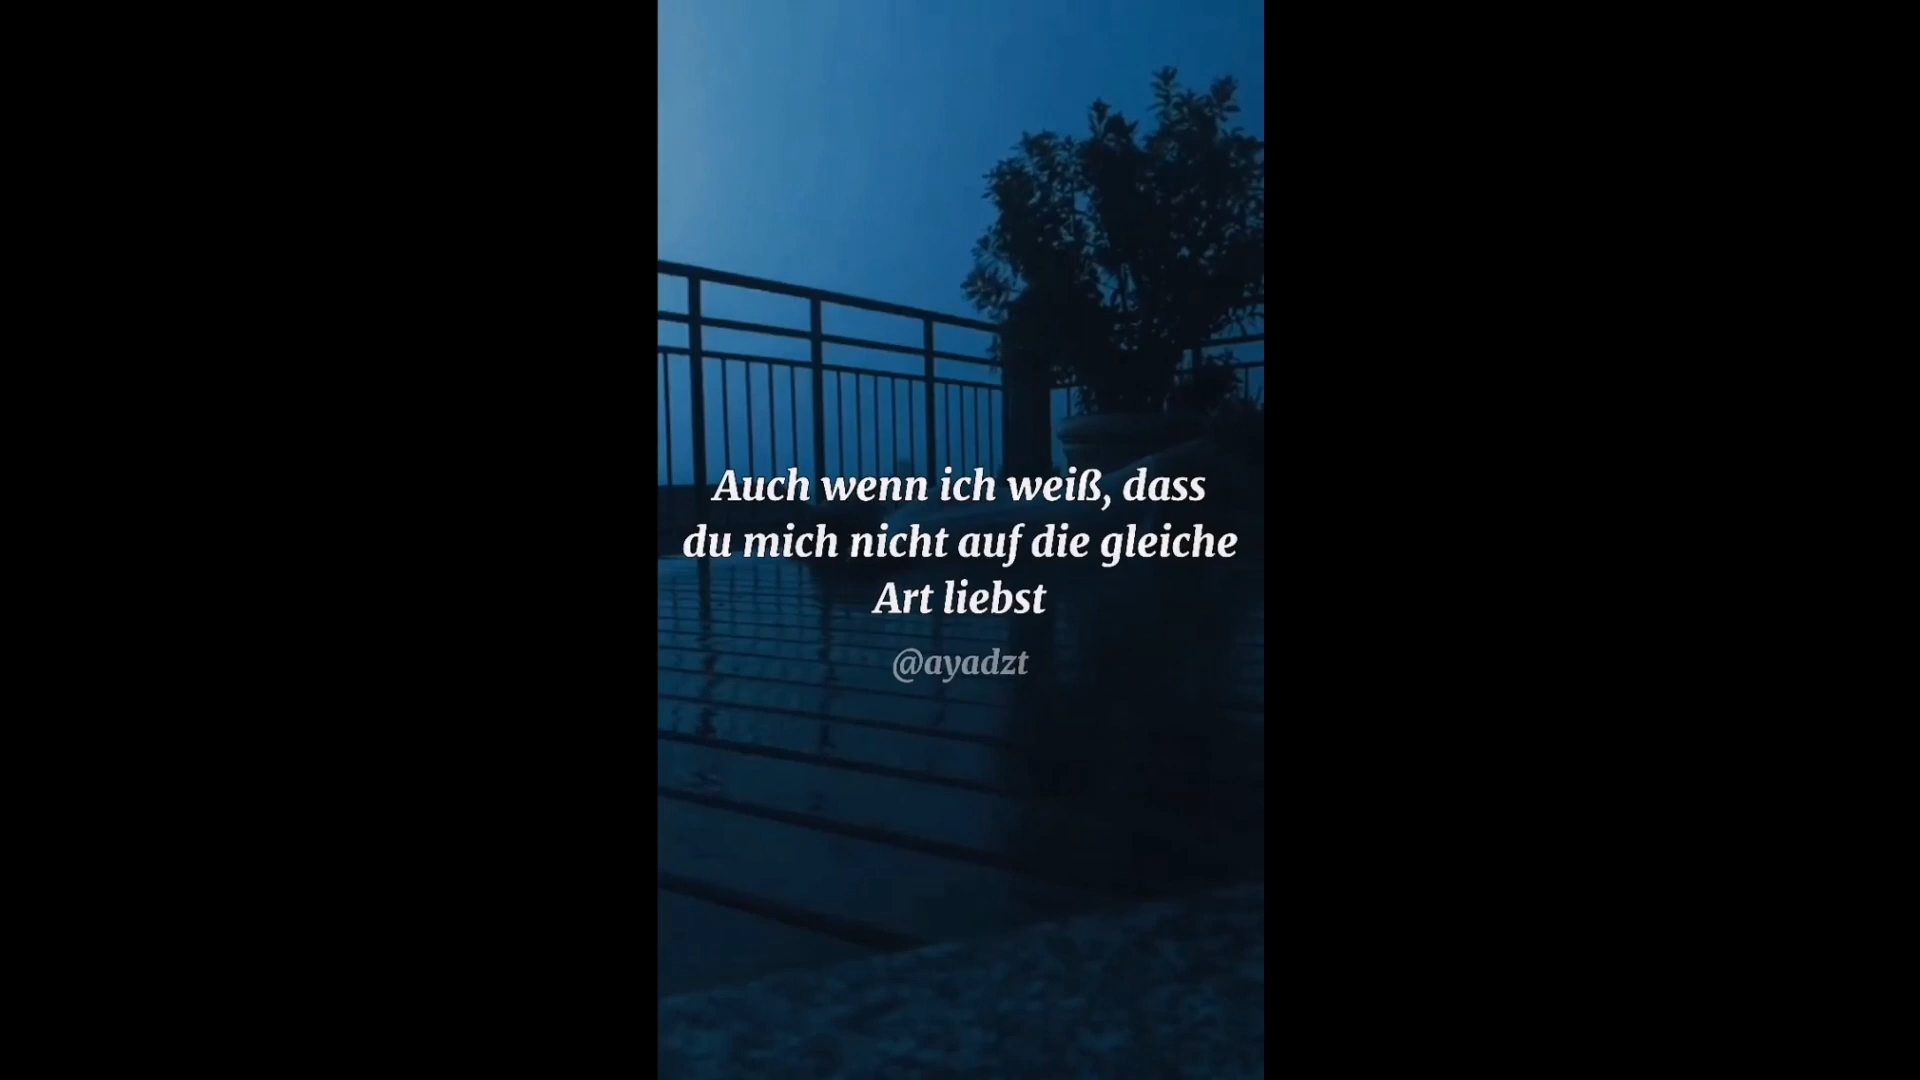 Auch wenn ich weiß, dass
du mich nicht auf die gleiche
Art liebst
@ayadzt